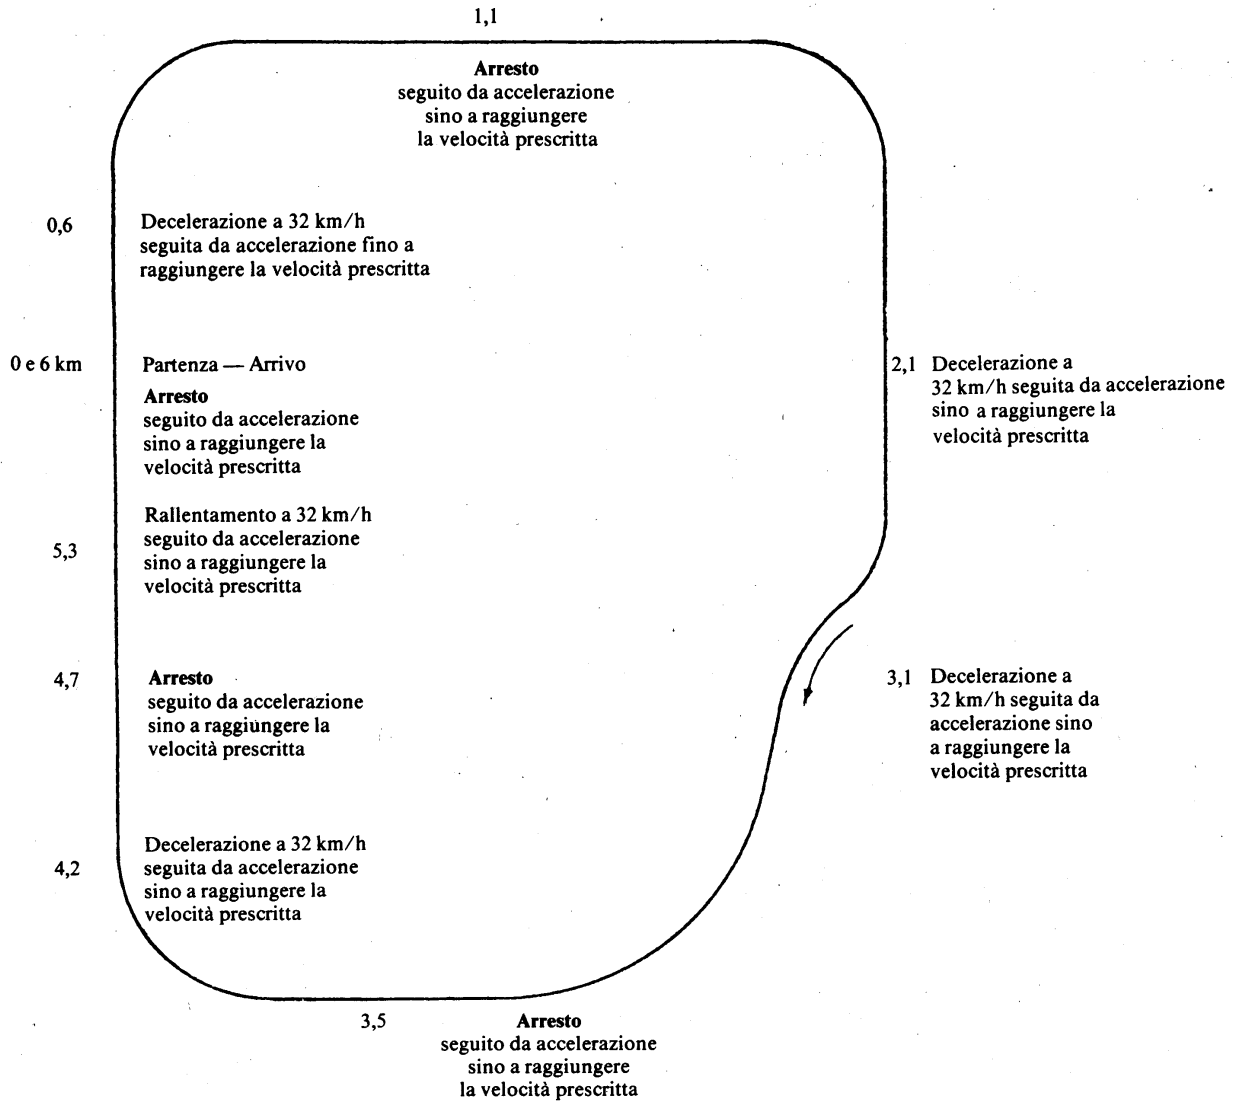 1,1
Arresto
seguito da accelerazione
sino a raggiungere
la velocità prescritta
0,6
Decelerazione a 32 km/h
seguita da accelerazione fino a
raggiungere la velocità prescritta
0 e 6 km
Partenza — Arrivo
Arresto
seguito da accelerazione
sino a raggiungere la
velocità prescritta
2,1
Decelerazione a
32 km/h seguita da accelerazione
sino a raggiungere la
velocità prescritta
5,3
Rallentamento a 32 km/h
seguito da accelerazione
sino a raggiungere la
velocità prescritta
4,7
Arresto
seguito da accelerazione
sino a raggiungere la
velocità prescritta
3,1
Decelerazione a
32 km/h seguita da
accelerazione sino
a raggiungere la
velocità prescritta
4,2
Decelerazione a 32 km/h
seguita da accelerazione
sino a raggiungere la
velocità prescritta
3,5
Arresto
seguito da accelerazione
sino a raggiungere
la velocità prescritta